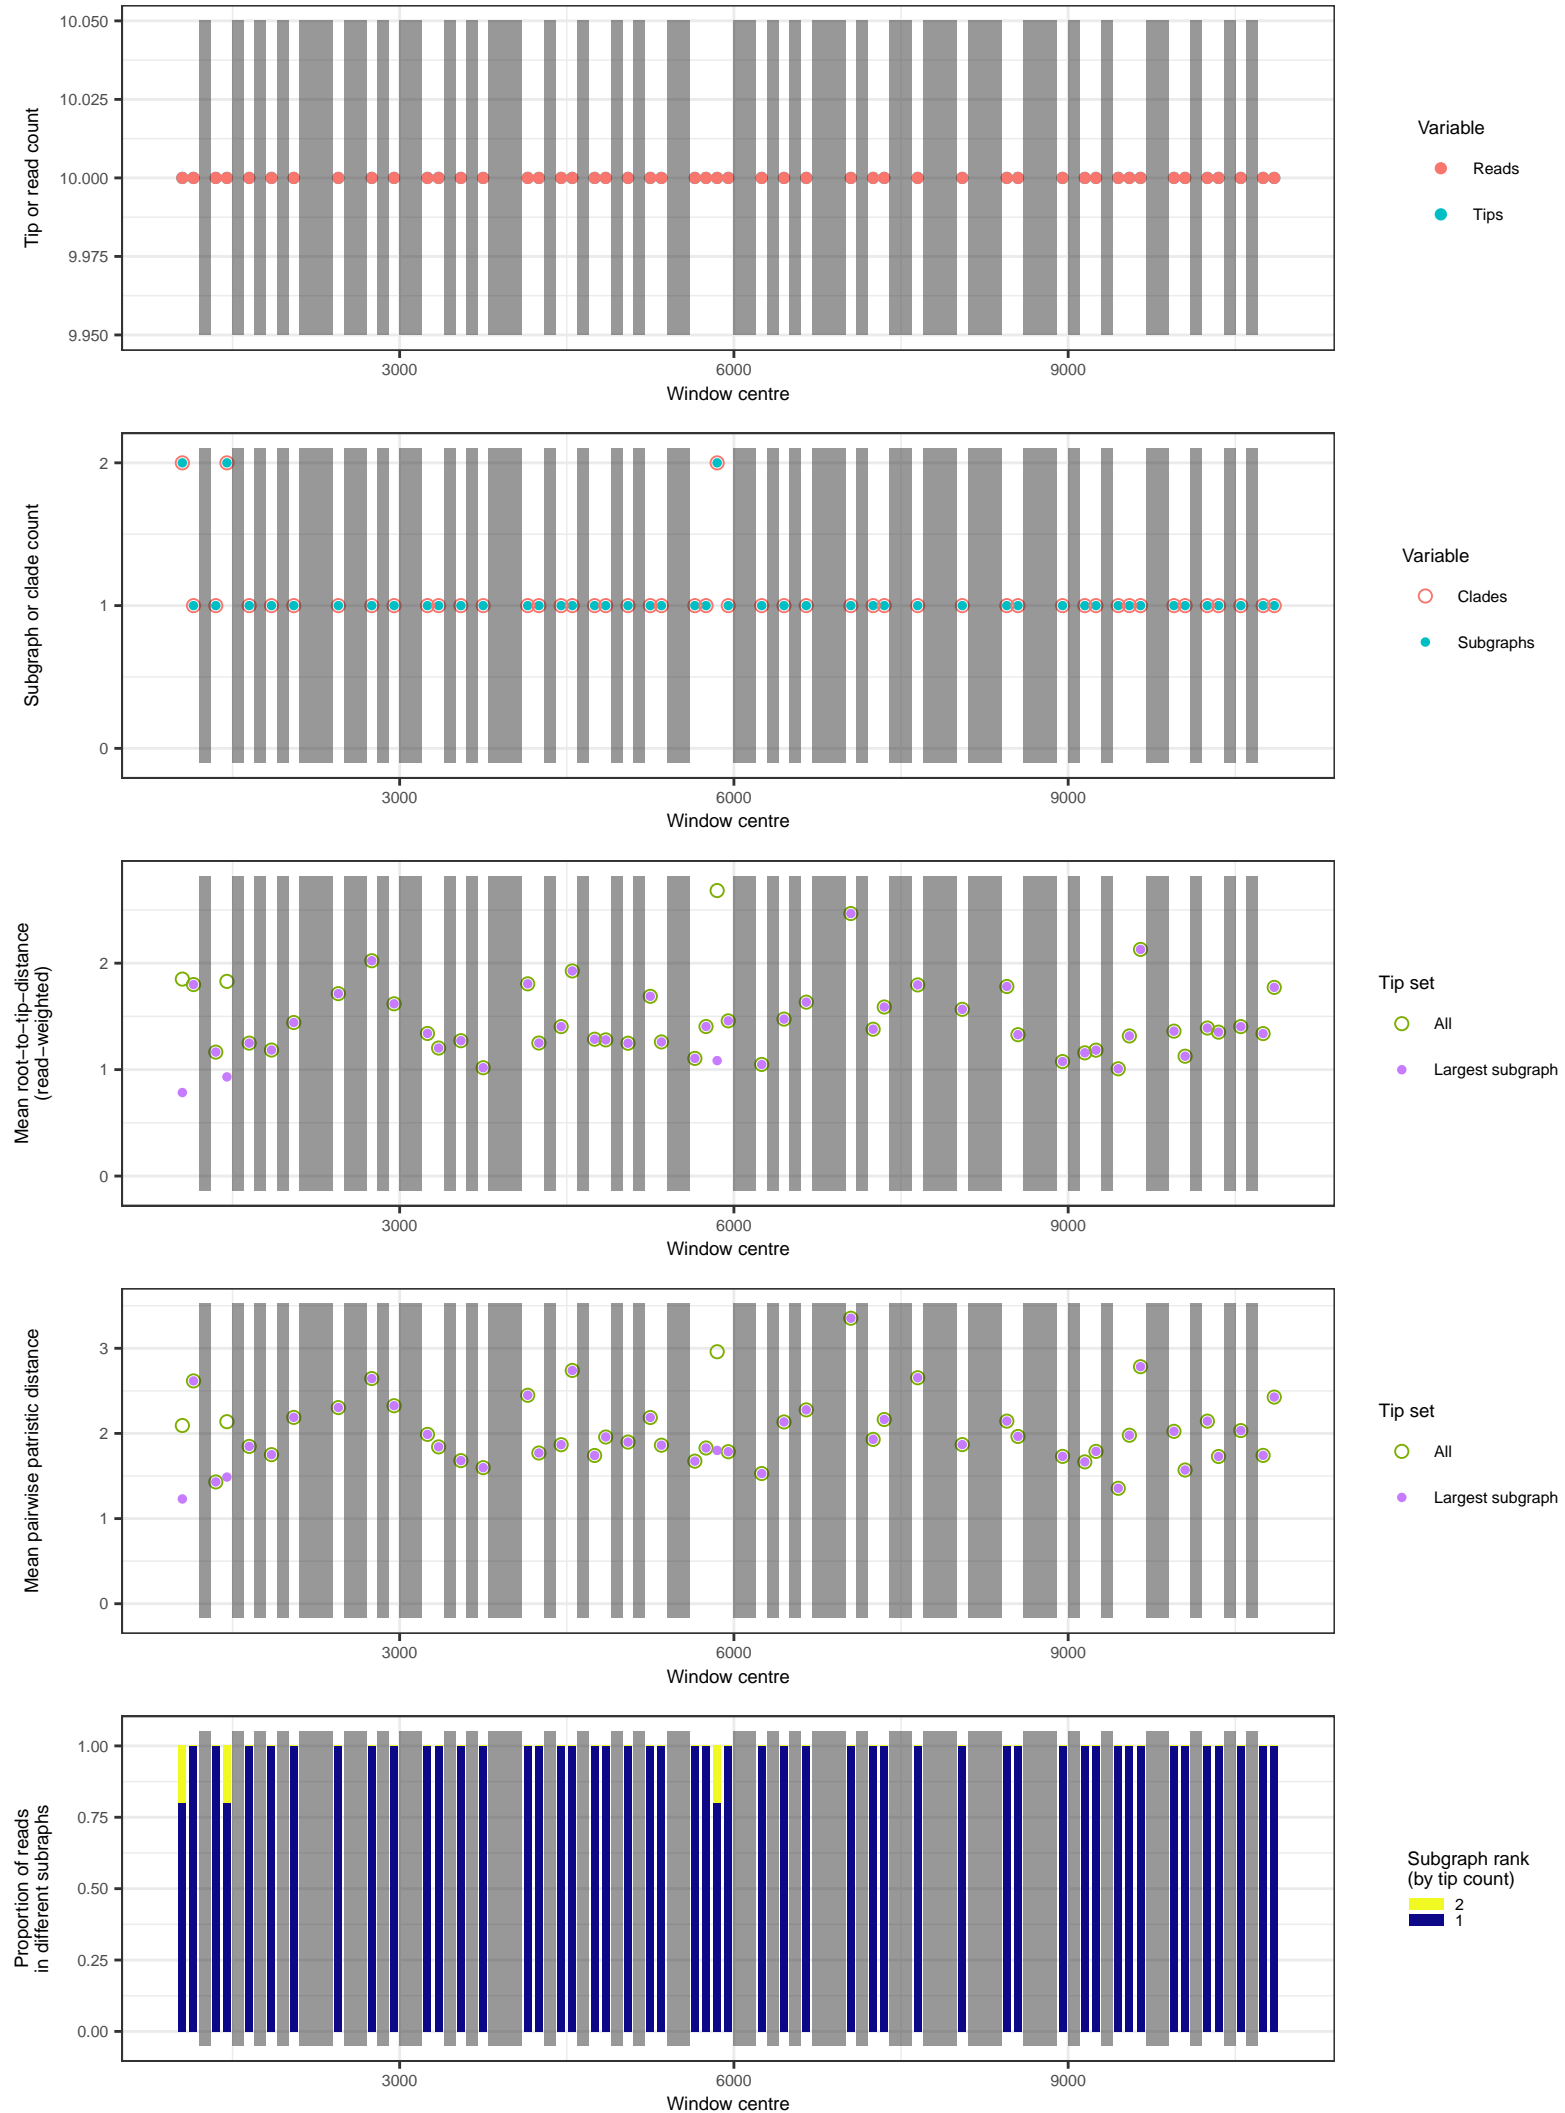 10.050
10.025
10.000
9.975
9.950
Tip or read count
3000
6000
9000
Window centre
Variable
Reads
Tips
2
1
0
Subgraph or clade count
3000
6000
9000
Window centre
Variable
Clades
Subgraphs
2
1
0
Mean root−to−tip−distance
(read−weighted)
3000
6000
9000
Window centre
Tip set
All
Largest subgraph
3
2
1
0
Mean pairwise patristic distance
3000
6000
9000
Window centre
Tip set
All
Largest subgraph
1.00
0.75
0.50
0.25
0.00
Proportion of reads
in different subraphs
3000
6000
9000
Window centre
Subgraph rank
(by tip count)
2
1